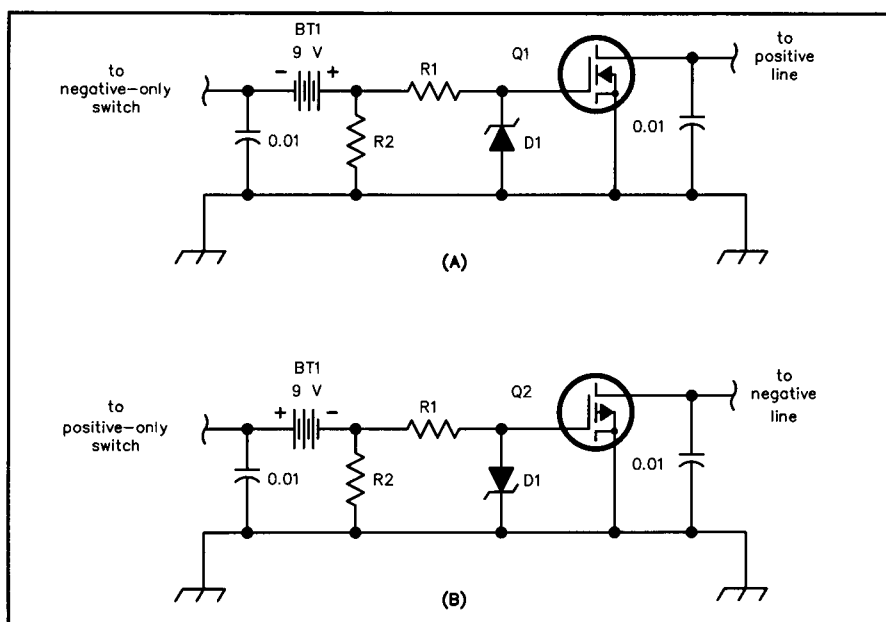 BT1
9 V
- +
to
negative-only
switch
0.01
R2
R1
D1
Q1
0.01
to
positive
line
(A)
BT1
9 V
+ -
to
positive-only
switch
0.01
R2
R1
D1
Q2
0.01
to
negative
line
(B)